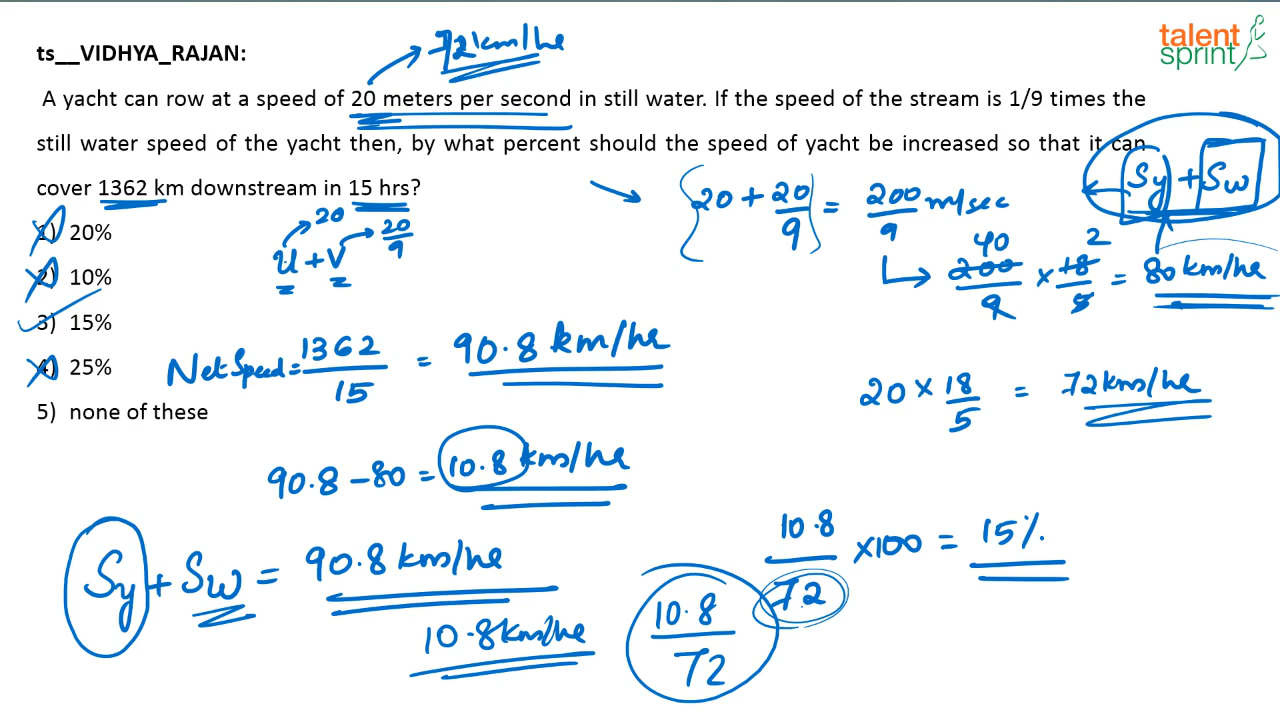 talent
sprint
72 km/hr
ts__VIDHYA_RAJAN:
A yacht can row at a speed of 20 meters per second in still water. If the speed of the stream is 1/9 times the
still water speed of the yacht then, by what percent should the speed of yacht be increased so that it can
cover 1362 km downstream in 15 hrs?
Sy + Sw
{20 + 20/9} = 200/9 m/sec
1) 20%
20
20/9
U + V
40 2
200/9 × 18/5 = 80 km/hr
2) 10%
3) 15%
Net Speed = 1362/15 = 90.8 km/hr
4) 25%
20 × 18/5 = 72 kms/hr
5) none of these
90.8 - 80 = 10.8 kms/hr
10.8/72 × 100 = 15%
Sy + Sw = 90.8 kms/hr
10.8 kms/hr
10.8/72